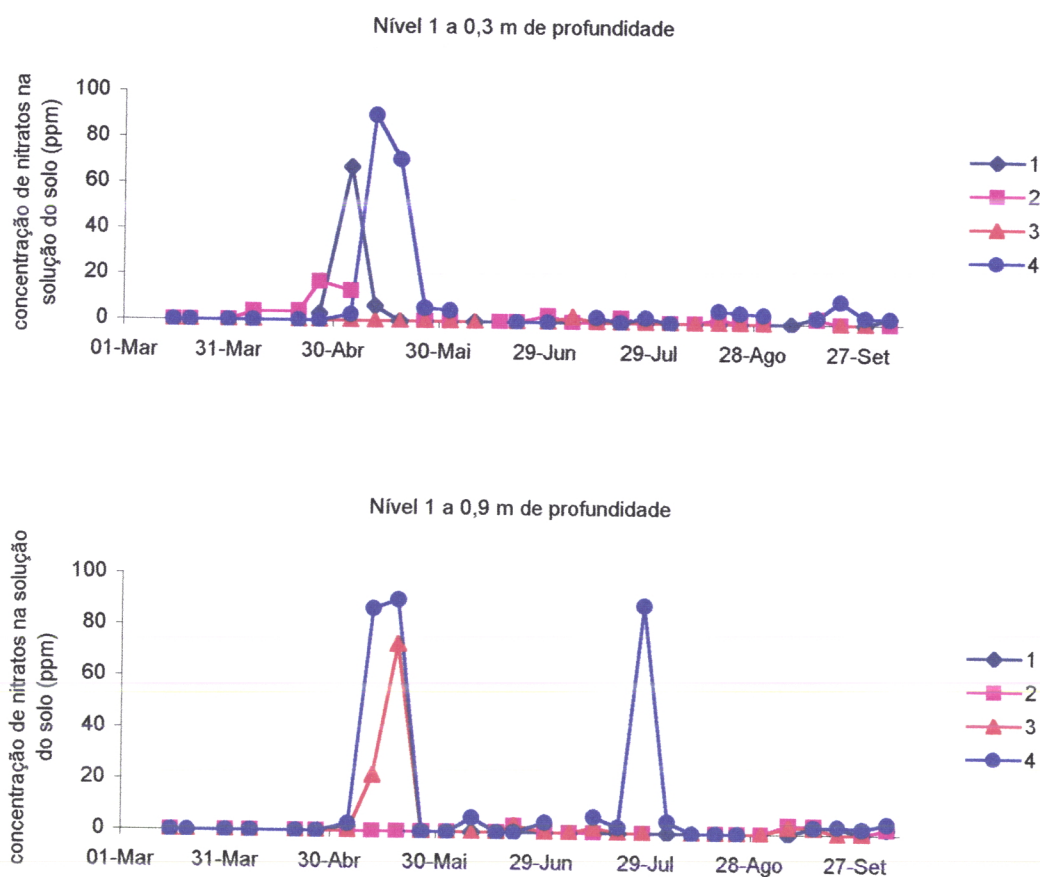 Nível 1 a 0,3 m de profundidade
concentração de nitratos na
solução do solo (ppm)
100
80
60
40
20
0
01-Mar
31-Mar
30-Abr
30-Mai
29-Jun
29-Jul
28-Ago
27-Set
1
2
3
4
Nível 1 a 0,9 m de profundidade
concentração de nitratos na solução
do solo (ppm)
100
80
60
40
20
0
01-Mar
31-Mar
30-Abr
30-Mai
29-Jun
29-Jul
28-Ago
27-Set
1
2
3
4